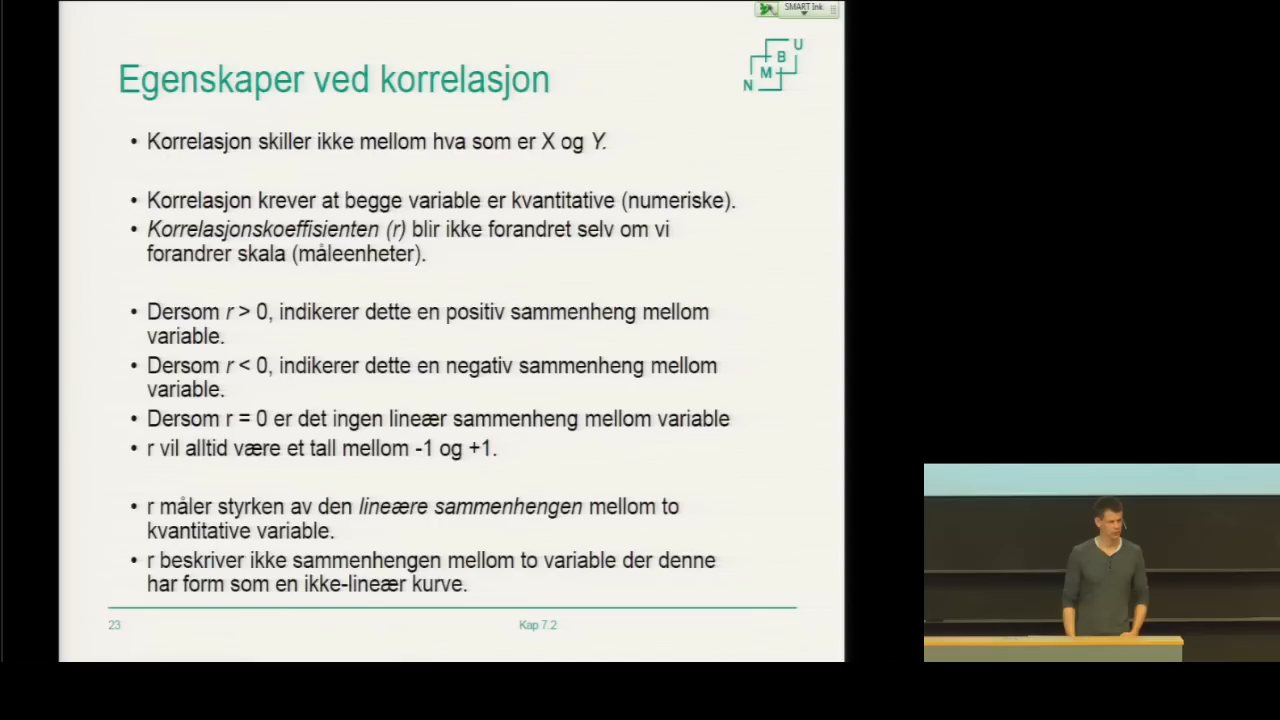 SMART Ink
U
B
M
N
Egenskaper ved korrelasjon
• Korrelasjon skiller ikke mellom hva som er X og Y.
• Korrelasjon krever at begge variable er kvantitative (numeriske).
• Korrelasjonskoeffisienten (r) blir ikke forandret selv om vi
forandrer skala (måleenheter).
• Dersom r > 0, indikerer dette en positiv sammenheng mellom
variable.
• Dersom r < 0, indikerer dette en negativ sammenheng mellom
variable.
• Dersom r = 0 er det ingen lineær sammenheng mellom variable
• r vil alltid være et tall mellom -1 og +1.
• r måler styrken av den lineære sammenhengen mellom to
kvantitative variable.
• r beskriver ikke sammenhengen mellom to variable der denne
har form som en ikke-lineær kurve.
23
Kap 7.2